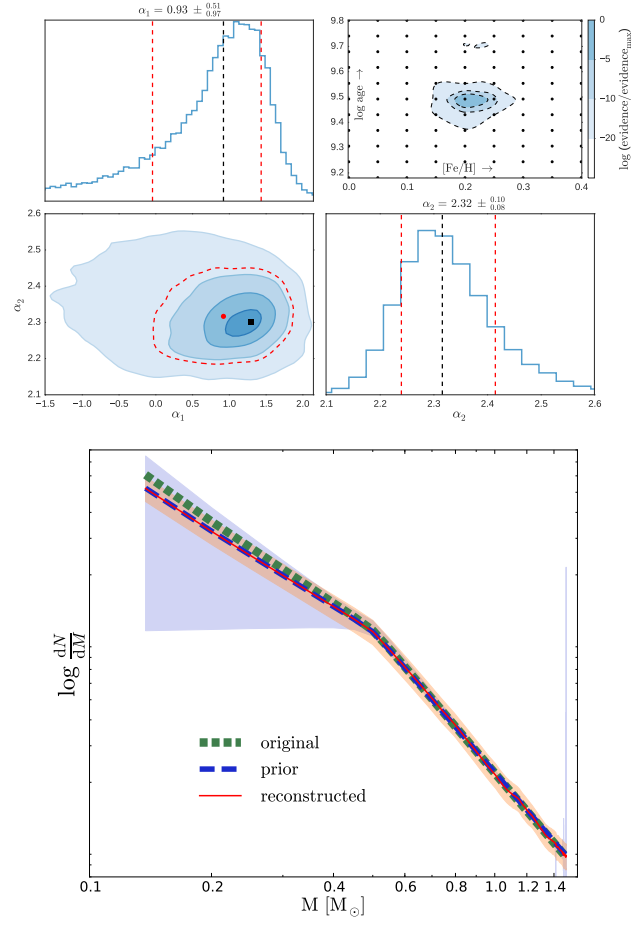 α₁ = 0.93 ± 0.51 0.97
9.8
9.7
9.6
9.5
9.4
9.3
9.2
log age →
[Fe/H] →
0.0 0.1 0.2 0.3 0.4
0
−5
−10
−20
log (evidence/evidence_max)
α₂ = 2.32 ± 0.10 0.08
2.6
2.5
2.4
2.3
2.2
2.1
α₂
−1.5 −1.0 −0.5 0.0 0.5 1.0 1.5 2.0
α₁
2.1 2.2 2.3 2.4 2.5 2.6
α₂
log dN/dM
original
prior
reconstructed
0.1 0.2 0.4 0.6 0.8 1.0 1.2 1.4
M [M⊙]